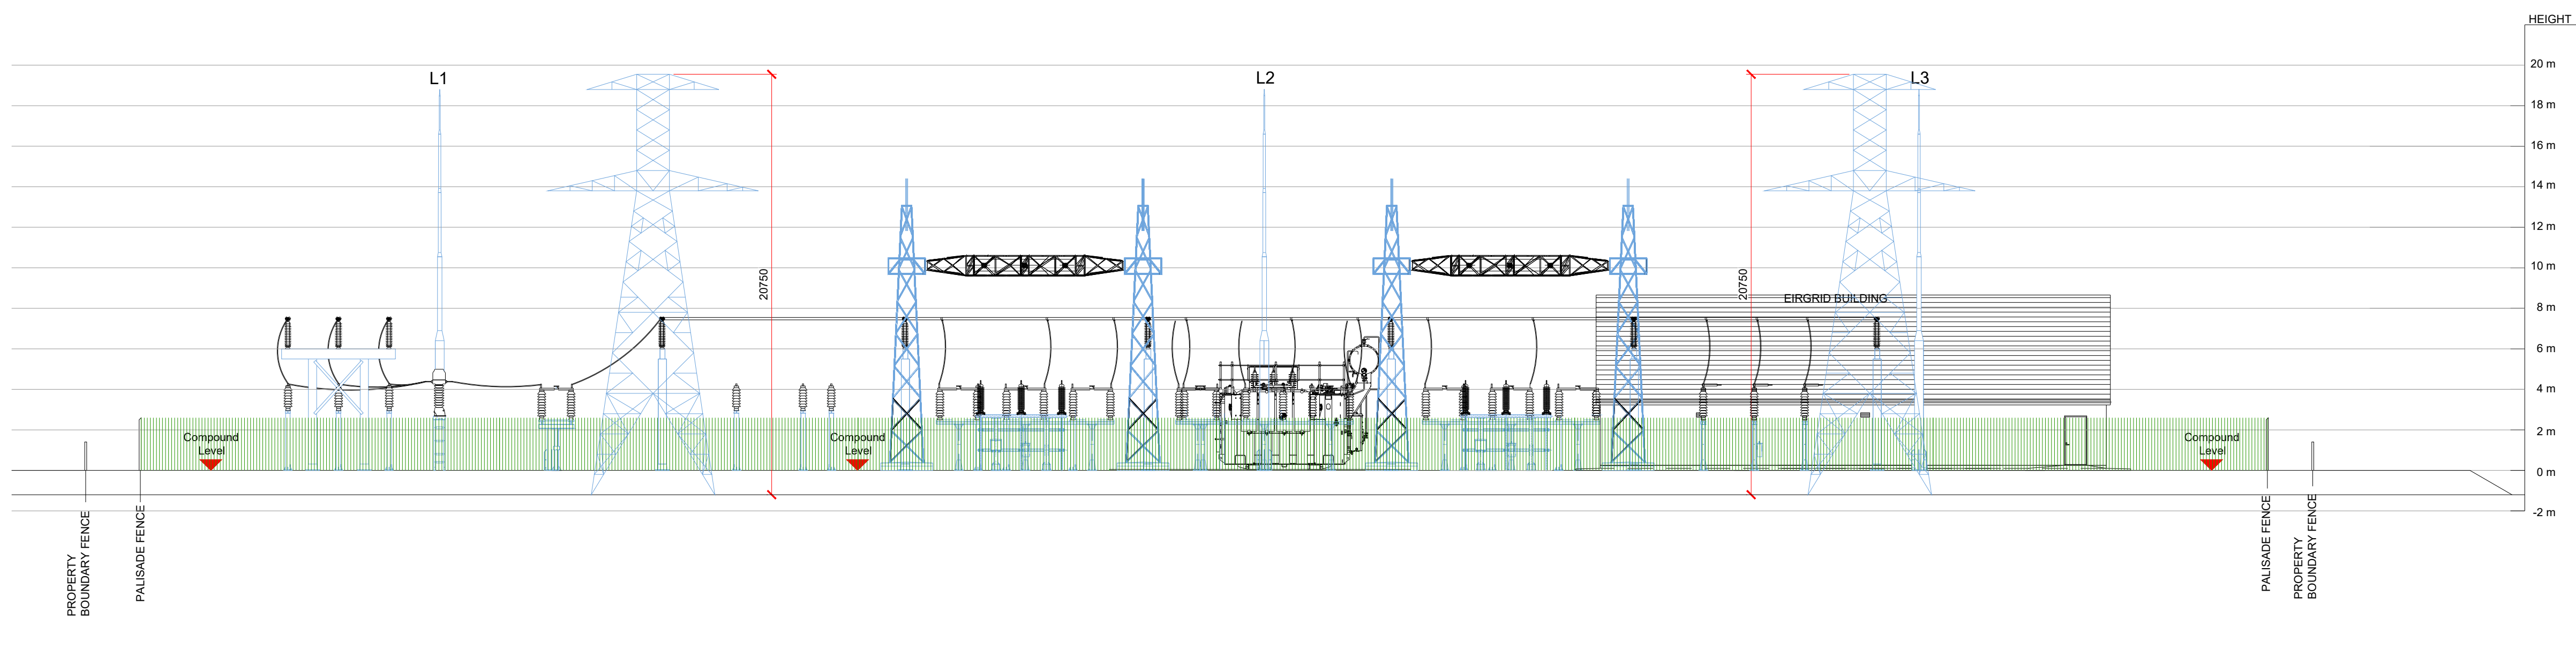 HEIGHT
20 m
L1
L2
L3
18 m
16 m
14 m
12 m
10 m
20750
20750
EIRGRID BUILDING
8 m
6 m
4 m
Compound
Level
Compound
Level
Compound
Level
2 m
0 m
-2 m
PROPERTY
BOUNDARY FENCE
PALISADE FENCE
PALISADE FENCE
PROPERTY
BOUNDARY FENCE